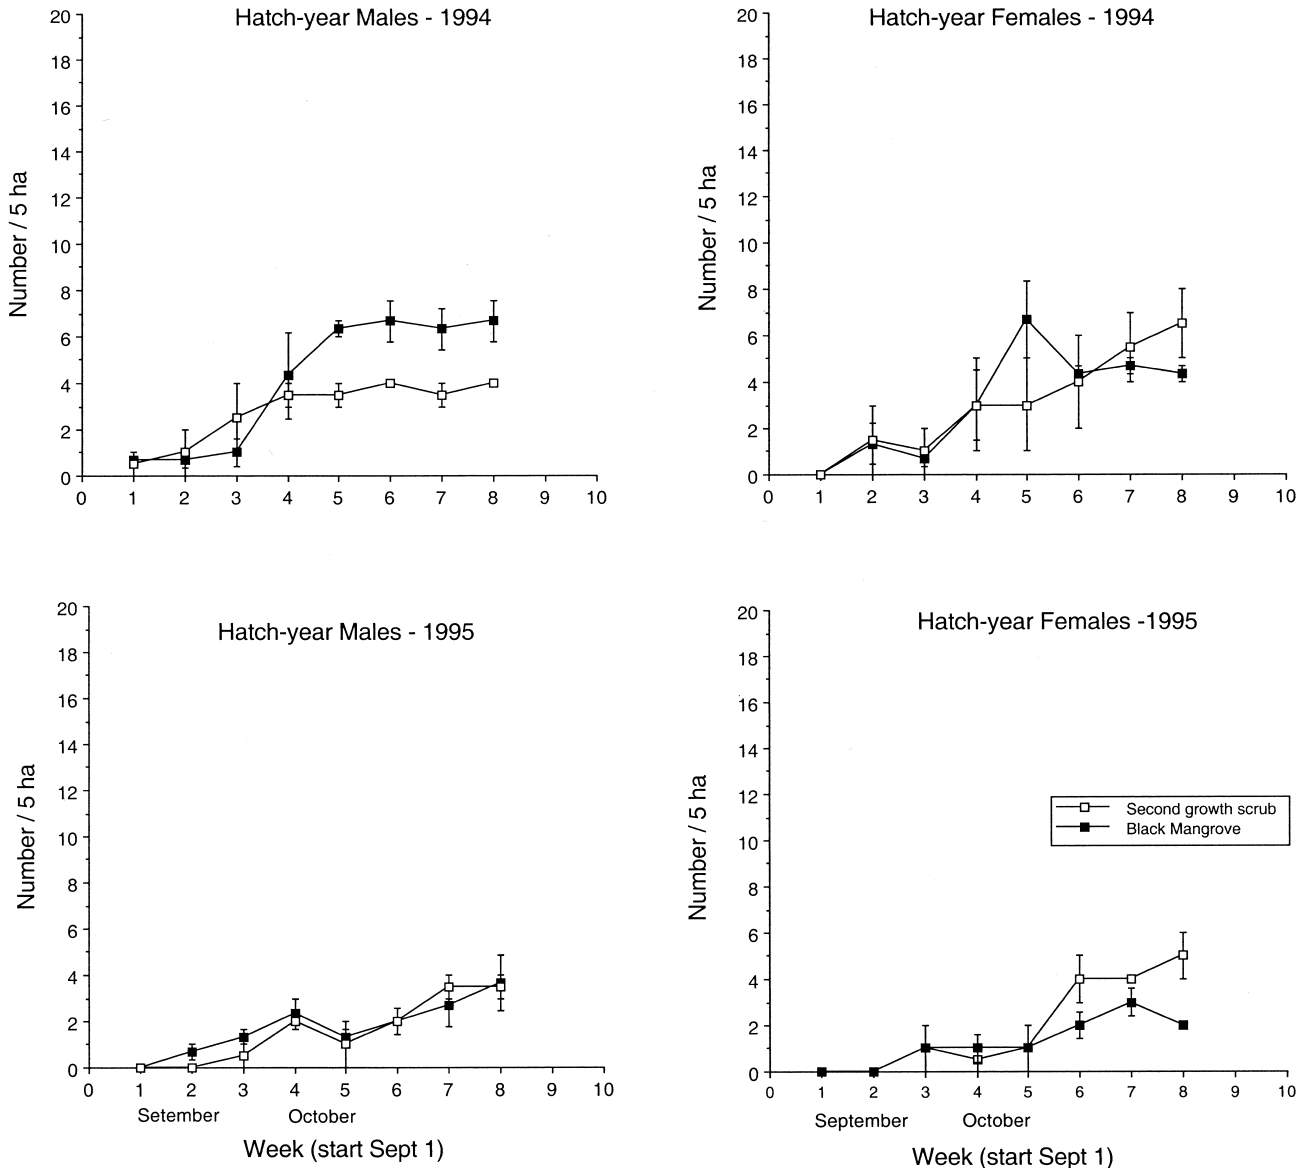 Hatch-year Males - 1994
Number / 5 ha
20
18
16
14
12
10
8
6
4
2
0
0 1 2 3 4 5 6 7 8 9 10
Hatch-year Females - 1994
Number / 5 ha
20
18
16
14
12
10
8
6
4
2
0
0 1 2 3 4 5 6 7 8 9 10
Hatch-year Males - 1995
Number / 5 ha
20
18
16
14
12
10
8
6
4
2
0
0 1 2 3 4 5 6 7 8 9 10
Setember October
Week (start Sept 1)
Hatch-year Females -1995
Number / 5 ha
20
18
16
14
12
10
8
6
4
2
0
Second growth scrub
Black Mangrove
0 1 2 3 4 5 6 7 8 9 10
September October
Week (start Sept 1)